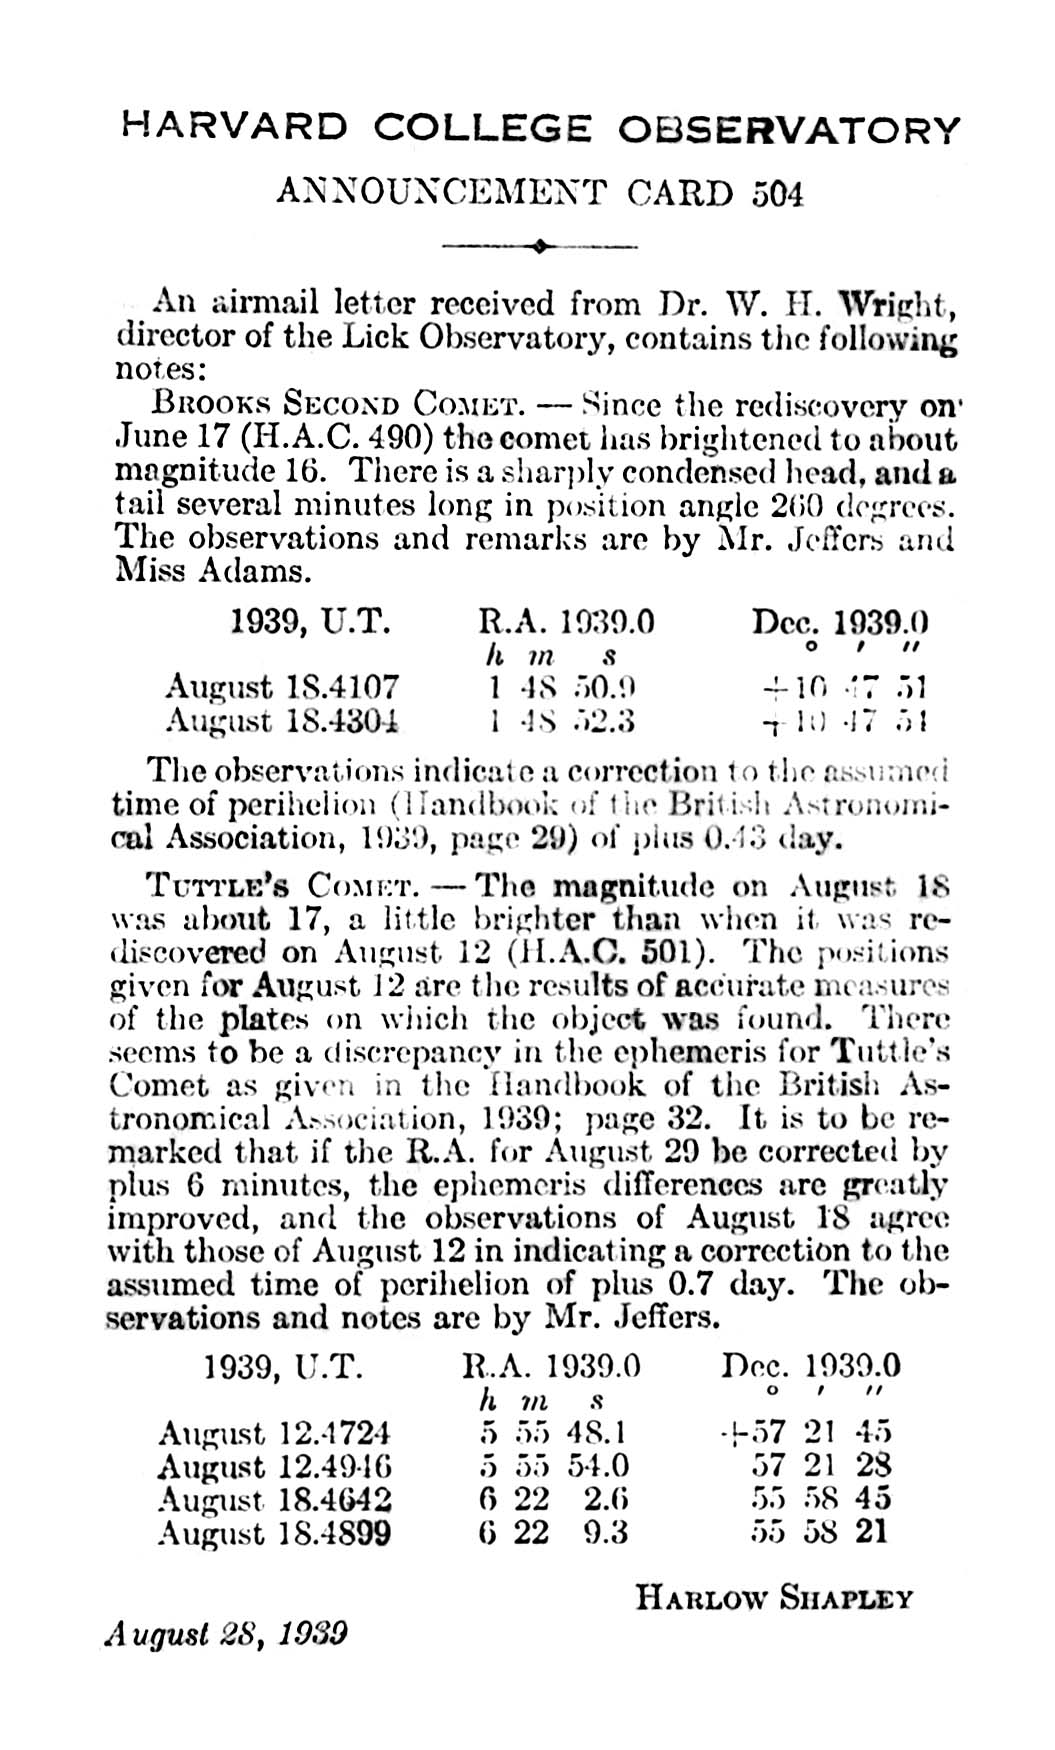 HARVARD COLLEGE OBSERVATORY
ANNOUNCEMENT CARD 504
An airmail letter received from Dr. W. H. Wright,
director of the Lick Observatory, contains the following
notes:
BROOKS SECOND COMET. — Since the rediscovery on
June 17 (H.A.C. 490) the comet has brightened to about
magnitude 16. There is a sharply condensed head, and a
tail several minutes long in position angle 260 degrees.
The observations and remarks are by Mr. Jeffers and
Miss Adams.
1939, U.T. R.A. 1939.0 Dec. 1939.0
h m s ° ′ ″
August 18.4107 1 48 50.9 +10 47 51
August 18.4304 1 48 52.3 +10 47 54
The observations indicate a correction to the assumed
time of perihelion (Handbook of the British Astronomi-
cal Association, 1939, page 29) of plus 0.43 day.
TUTTLE'S COMET. — The magnitude on August 18
was about 17, a little brighter than when it was re-
discovered on August 12 (H.A.C. 501). The positions
given for August 12 are the results of accurate measures
of the plates on which the object was found. There
seems to be a discrepancy in the ephemeris for Tuttle's
Comet as given in the Handbook of the British As-
tronomical Association, 1939; page 32. It is to be re-
marked that if the R.A. for August 29 be corrected by
plus 6 minutes, the ephemeris differences are greatly
improved, and the observations of August 18 agree
with those of August 12 in indicating a correction to the
assumed time of perihelion of plus 0.7 day. The ob-
servations and notes are by Mr. Jeffers.
1939, U.T. R.A. 1939.0 Dec. 1939.0
h m s ° ′ ″
August 12.4724 5 55 48.1 +57 21 45
August 12.4946 5 55 54.0 57 21 28
August 18.4642 6 22 2.6 55 58 45
August 18.4899 6 22 9.3 55 58 21
HARLOW SHAPLEY
August 28, 1939